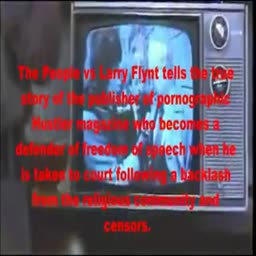 The People vs Larry Flynt tells the true
story of the publisher of pornographic
Hustler magazine who becomes a
defender of freedom of speech when he
is taken to court following a backlash
from the religious community and
censors.